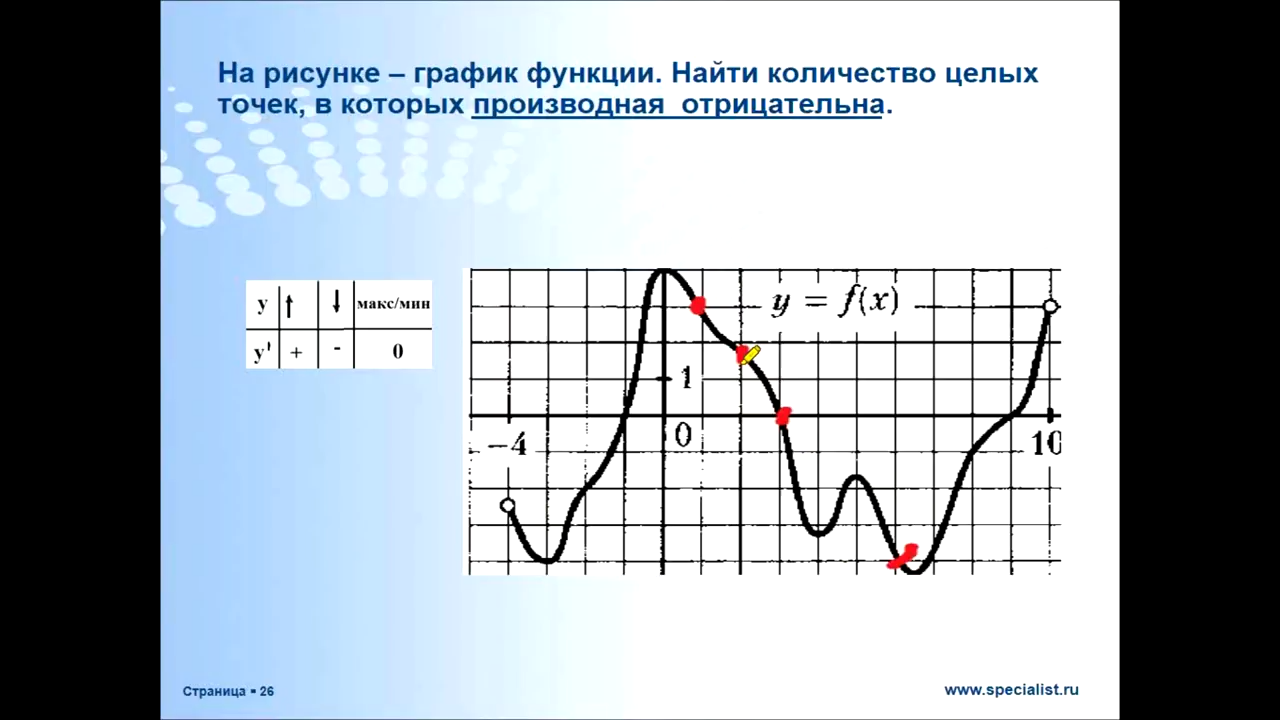 На рисунке – график функции. Найти количество целых
точек, в которых производная отрицательна.
y ↑ ↓ макс/мин
y' + - 0
y = f(x)
1
-4 0 10
Страница ▪ 26
www.specialist.ru